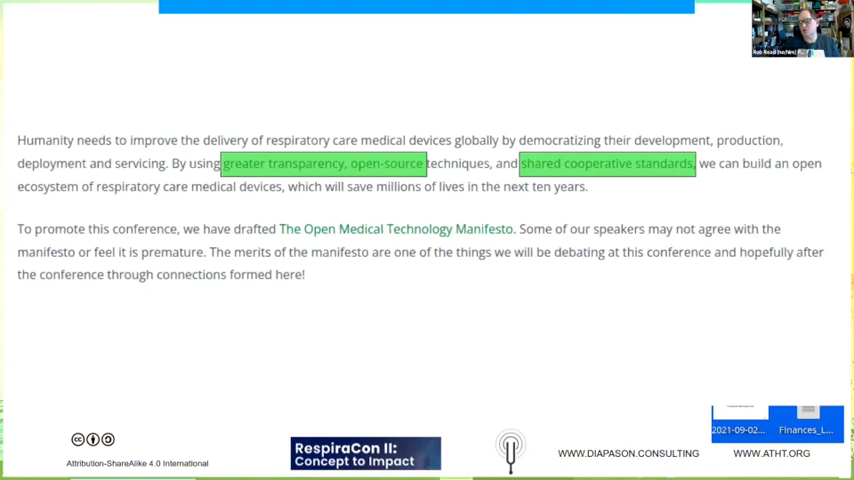 Humanity needs to improve the delivery of respiratory care medical devices globally by democratizing their development, production,
deployment and servicing. By using greater transparency, open-source techniques, and shared cooperative standards, we can build an open
ecosystem of respiratory care medical devices, which will save millions of lives in the next ten years.
To promote this conference, we have drafted The Open Medical Technology Manifesto. Some of our speakers may not agree with the
manifesto or feel it is premature. The merits of the manifesto are one of the things we will be debating at this conference and hopefully after
the conference through connections formed here!
2021-09-02... Finances_L...
cc
Attribution-ShareAlike 4.0 International
RespiraCon II:
Concept to Impact
WWW.DIAPASON.CONSULTING
WWW.ATHT.ORG